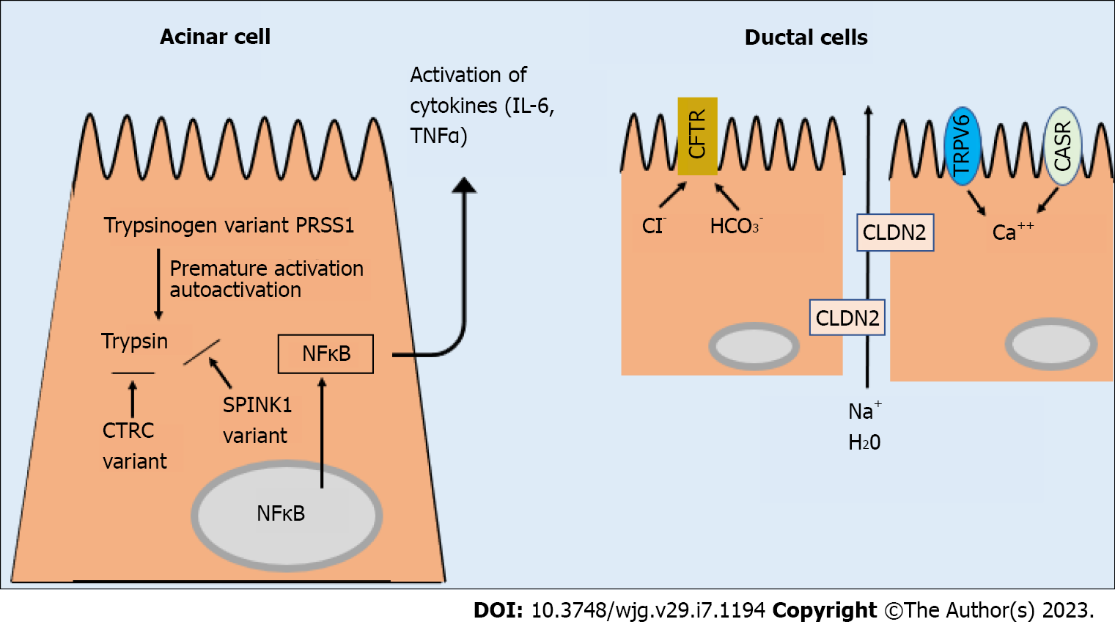 Acinar cell
Activation of
cytokines (IL-6,
TNFα)
Trypsinogen variant PRSS1
Premature activation
autoactivation
Trypsin
NFκB
SPINK1
variant
CTRC
variant
NFκB
Ductal cells
CFTR
CI⁻
HCO₃⁻
TRPV6
CASR
Ca⁺⁺
CLDN2
CLDN2
Na⁺
H₂0
DOI: 10.3748/wjg.v29.i7.1194 Copyright ©The Author(s) 2023.